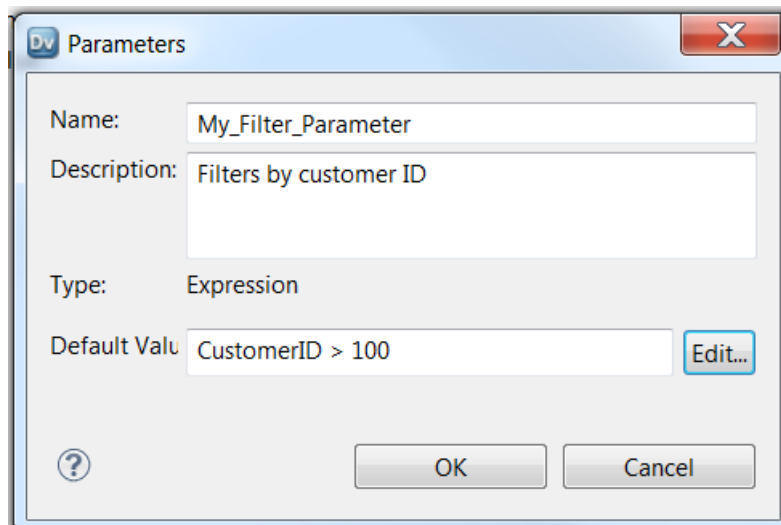 Dv Parameters
Name: My_Filter_Parameter
Description: Filters by customer ID
Type: Expression
Default Valu CustomerID > 100 Edit...
? OK Cancel